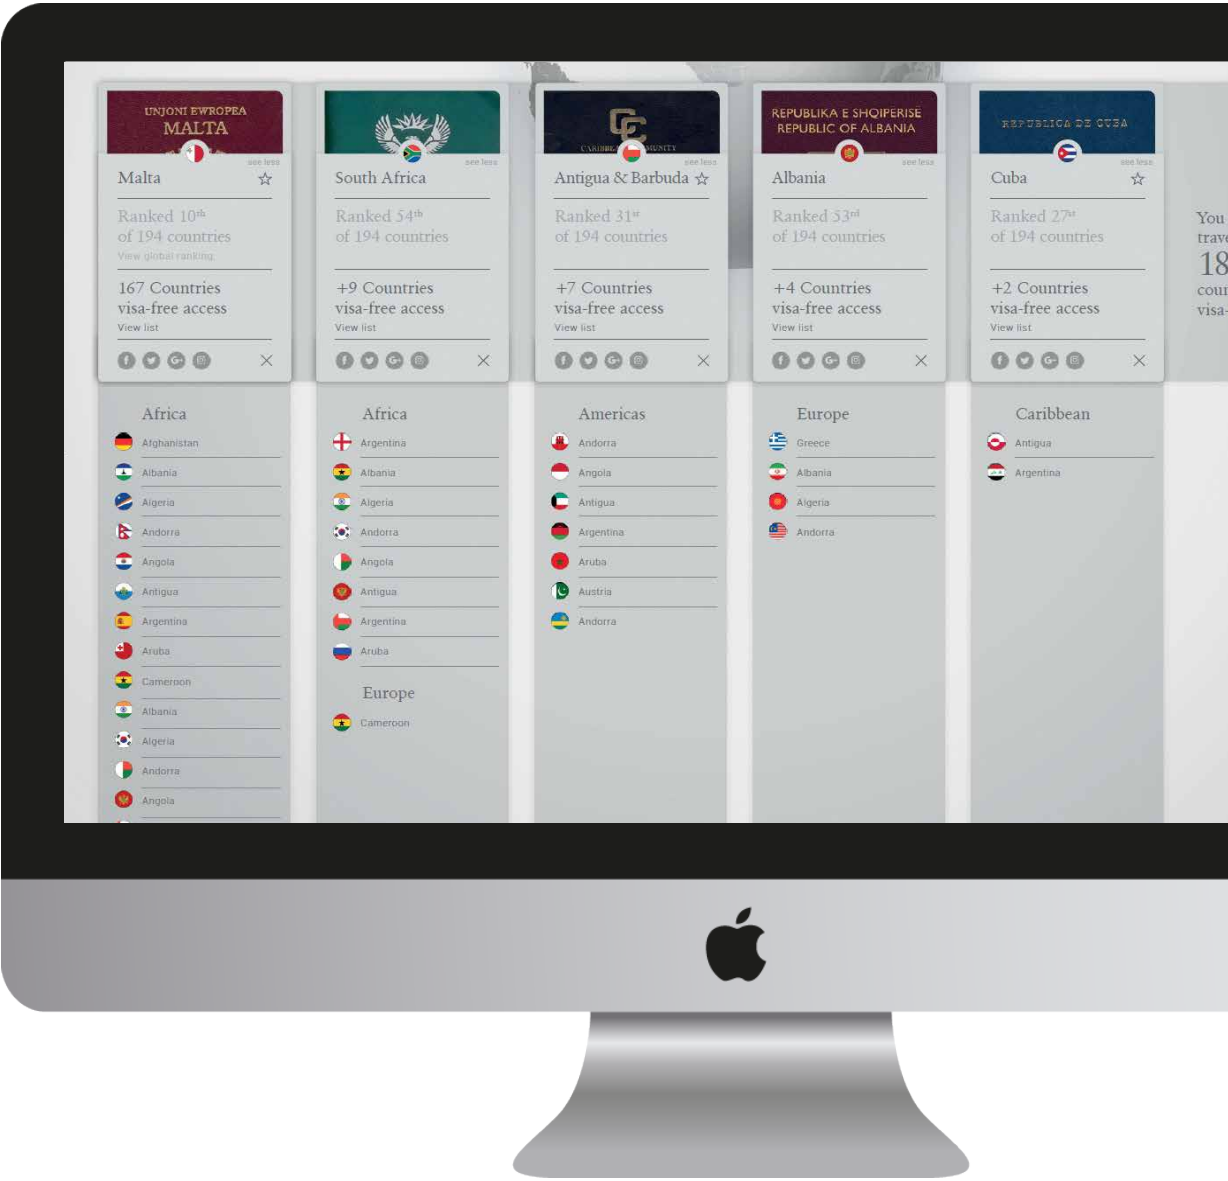 UNJONI EWROPEA
MALTA
see less
Malta
Ranked 10th
of 194 countries
View global ranking
167 Countries
visa-free access
View list
Africa
Afghanistan
Albania
Algeria
Andorra
Angola
Antigua
Argentina
Aruba
Cameroon
Albania
Algeria
Andorra
Angola
see less
South Africa
Ranked 54th
of 194 countries
+9 Countries
visa-free access
View list
Africa
Argentina
Albania
Algeria
Andorra
Angola
Antigua
Argentina
Aruba
Europe
Cameroon
see less
Antigua & Barbuda
Ranked 31st
of 194 countries
+7 Countries
visa-free access
View list
Americas
Andorra
Angola
Antigua
Argentina
Aruba
Austria
Andorra
REPUBLIKA E SHQIPERISE
REPUBLIC OF ALBANIA
see less
Albania
Ranked 53rd
of 194 countries
+4 Countries
visa-free access
View list
Europe
Greece
Albania
Algeria
Andorra
REPUBLICA DE CUBA
see less
Cuba
Ranked 27st
of 194 countries
+2 Countries
visa-free access
View list
Caribbean
Antigua
Argentina
You
18
visa-